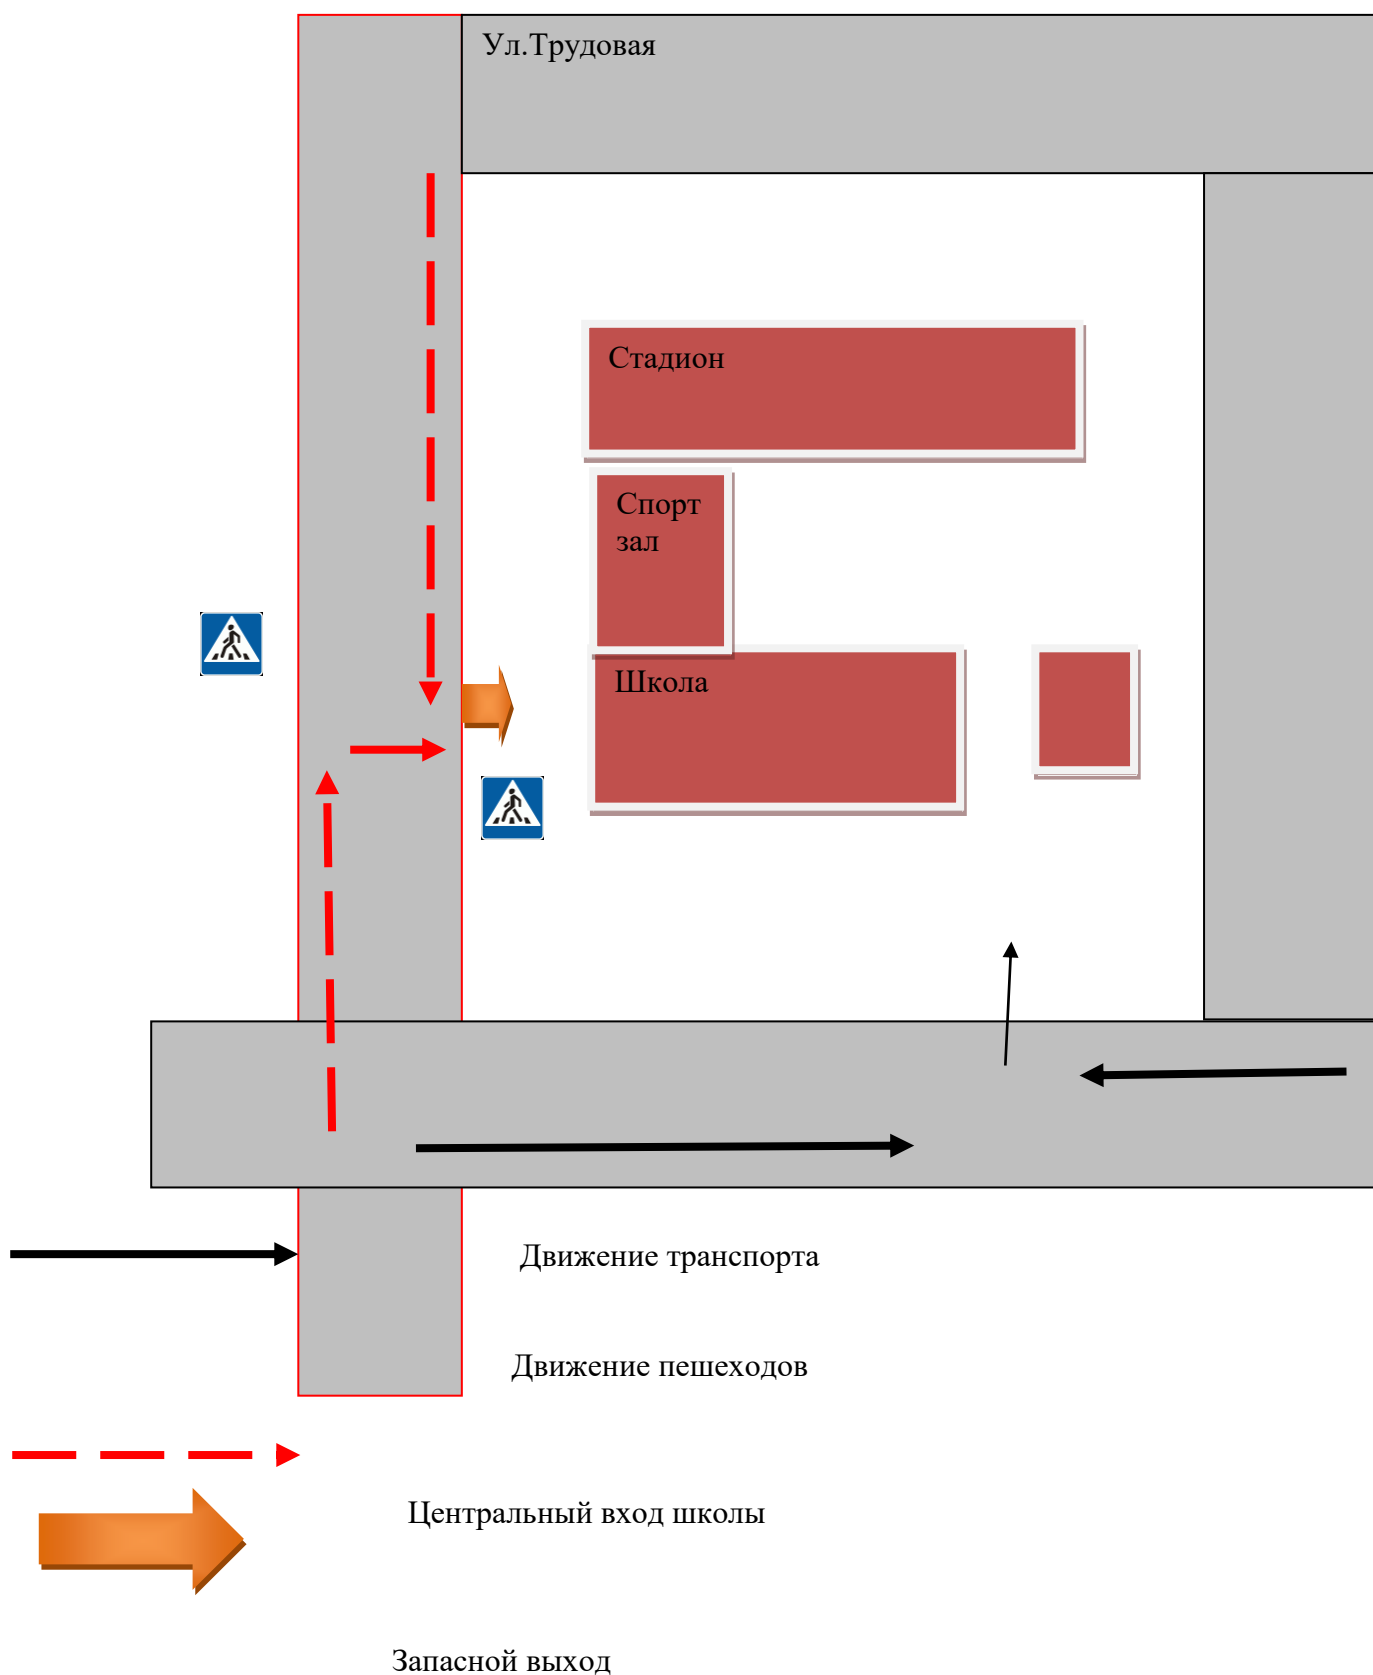 Ул.Трудовая
Стадион
Спорт
зал
Школа
Движение транспорта
Движение пешеходов
Центральный вход школы
Запасной выход